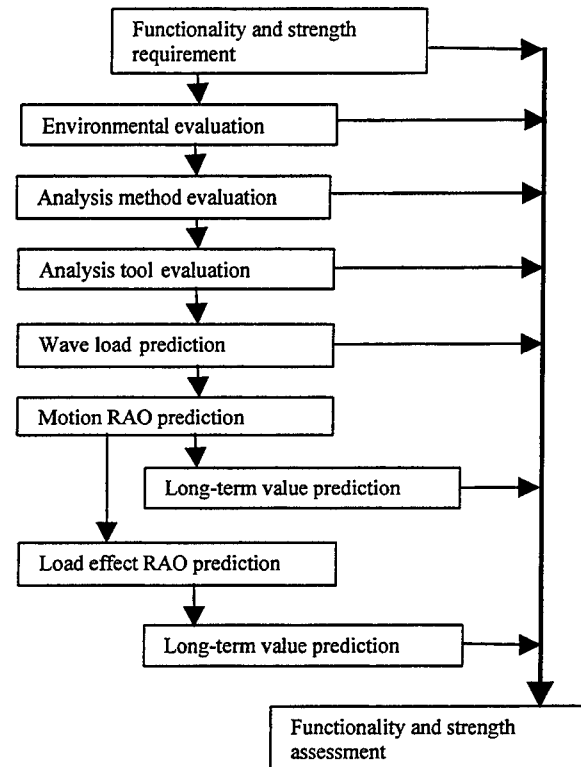 Functionality and strength
requirement
Environmental evaluation
Analysis method evaluation
Analysis tool evaluation
Wave load prediction
Motion RAO prediction
Long-term value prediction
Load effect RAO prediction
Long-term value prediction
Functionality and strength
assessment